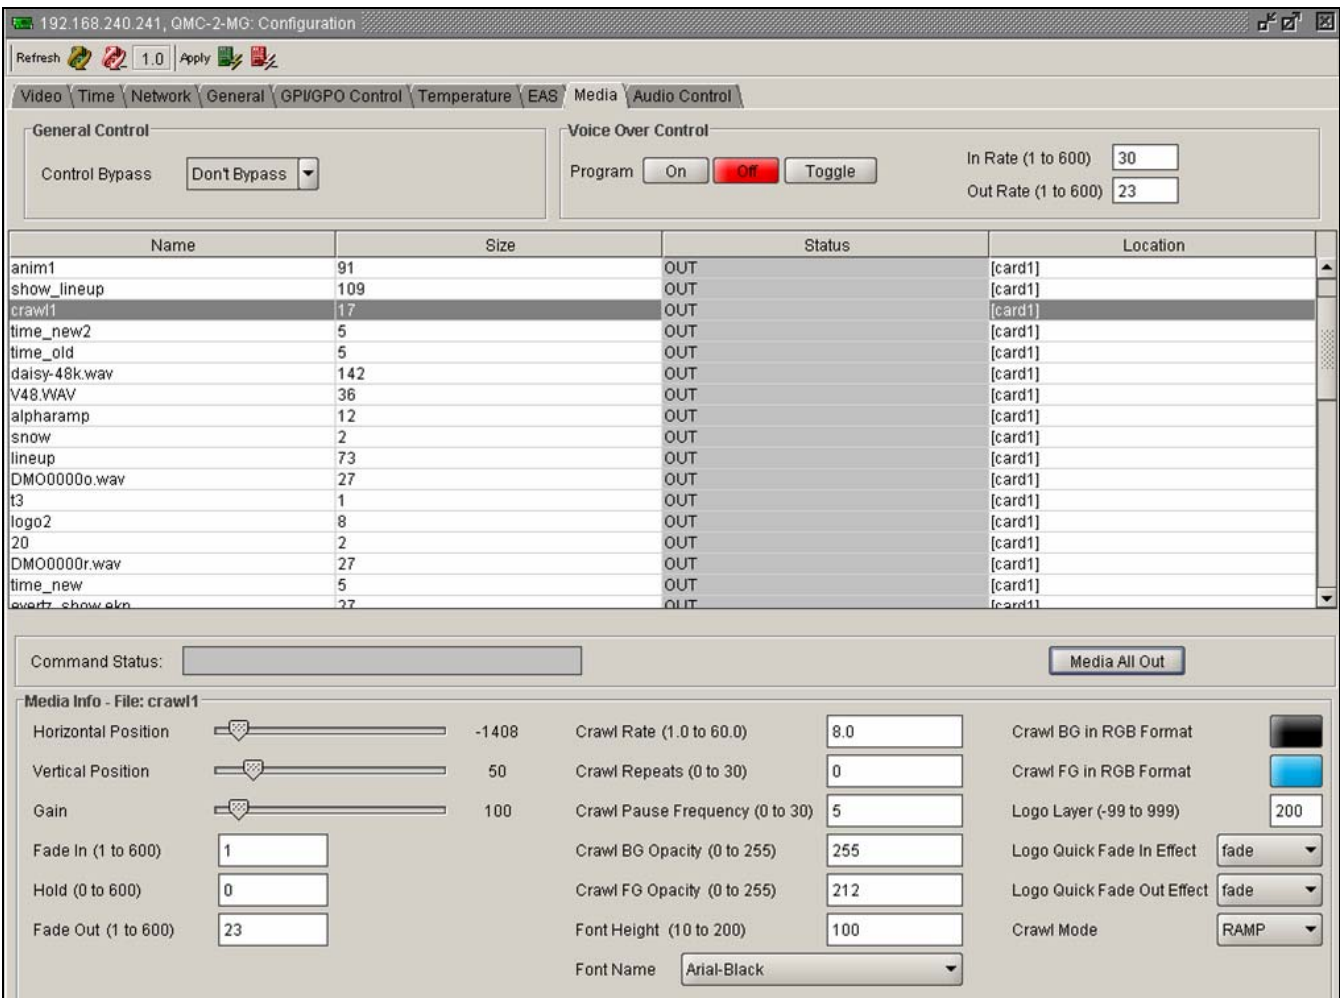 192.168.240.241, QMC-2-MG: Configuration
Refresh 1.0 Apply
Video Time Network General GPI/GPO Control Temperature EAS Media Audio Control
General Control
Control Bypass Don't Bypass
Voice Over Control
Program On Off Toggle
In Rate (1 to 600) 30
Out Rate (1 to 600) 23
Name Size Status Location
anim1 91 OUT [card1]
show_lineup 109 OUT [card1]
crawl1 17 OUT [card1]
time_new2 5 OUT [card1]
time_old 5 OUT [card1]
daisy-48k.wav 142 OUT [card1]
V48.WAV 36 OUT [card1]
alpharamp 12 OUT [card1]
snow 2 OUT [card1]
lineup 73 OUT [card1]
DMO0000o.wav 27 OUT [card1]
t3 1 OUT [card1]
logo2 8 OUT [card1]
20 2 OUT [card1]
DMO0000r.wav 27 OUT [card1]
time_new 5 OUT [card1]
evertz_show.ekn 27 OUT [card1]
Command Status: Media All Out
Media Info - File: crawl1
Horizontal Position -1408
Vertical Position 50
Gain 100
Fade In (1 to 600) 1
Hold (0 to 600) 0
Fade Out (1 to 600) 23
Crawl Rate (1.0 to 60.0) 8.0
Crawl Repeats (0 to 30) 0
Crawl Pause Frequency (0 to 30) 5
Crawl BG Opacity (0 to 255) 255
Crawl FG Opacity (0 to 255) 212
Font Height (10 to 200) 100
Font Name Arial-Black
Crawl BG in RGB Format
Crawl FG in RGB Format
Logo Layer (-99 to 999) 200
Logo Quick Fade In Effect fade
Logo Quick Fade Out Effect fade
Crawl Mode RAMP